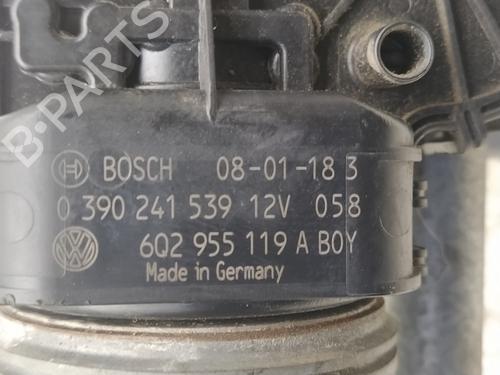 BOSCH 08-01-18 3
0 390 241 539 12V 058
6Q2 955 119 A B0Y
Made in Germany
B-PARTS